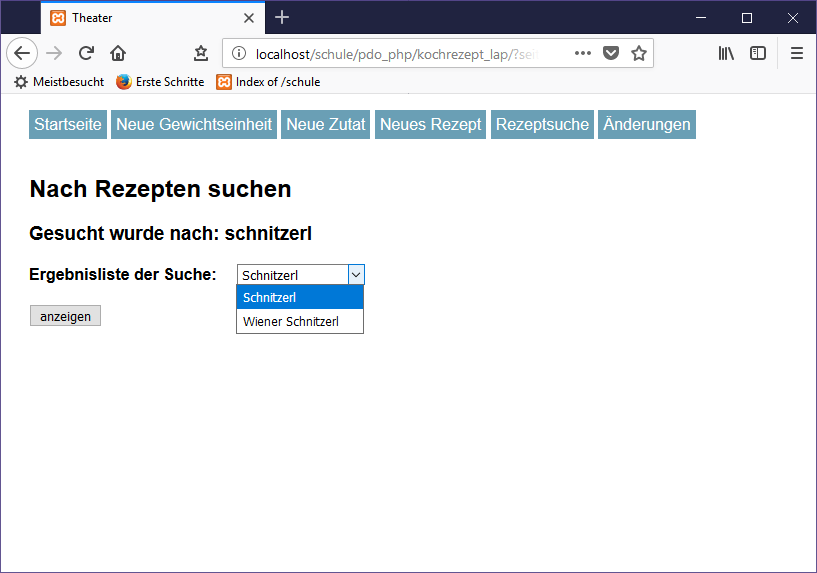 Theater
localhost/schule/pdo_php/kochrezept_lap/?sei
Meistbesucht Erste Schritte Index of /schule
Startseite Neue Gewichtseinheit Neue Zutat Neues Rezept Rezeptsuche Änderungen
Nach Rezepten suchen
Gesucht wurde nach: schnitzerl
Ergebnisliste der Suche: Schnitzerl
Schnitzerl
Wiener Schnitzerl
anzeigen